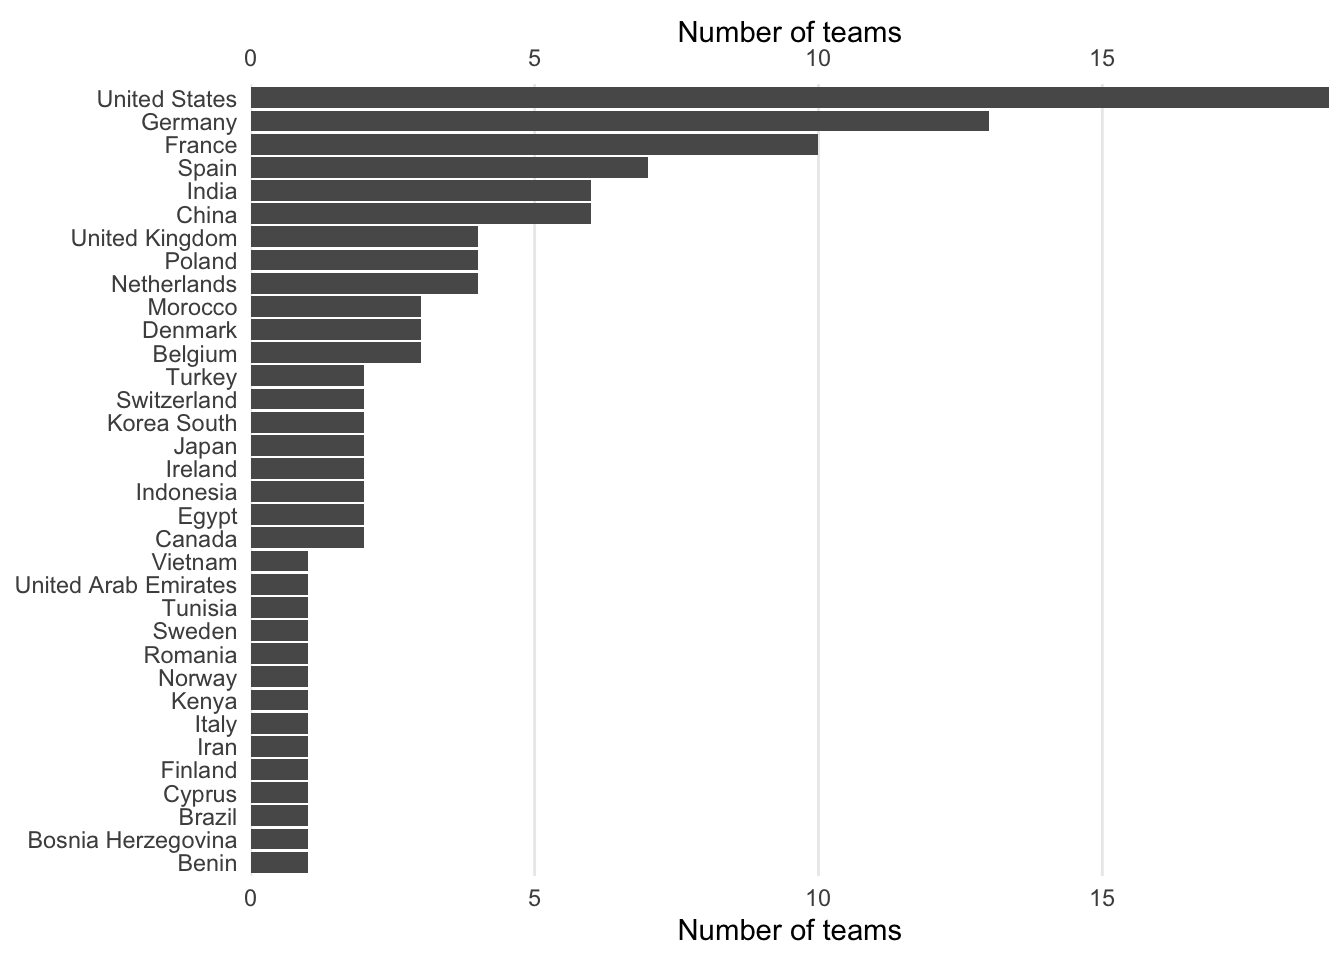 Number of teams
0 5 10 15
United States
Germany
France
Spain
India
China
United Kingdom
Poland
Netherlands
Morocco
Denmark
Belgium
Turkey
Switzerland
Korea South
Japan
Ireland
Indonesia
Egypt
Canada
Vietnam
United Arab Emirates
Tunisia
Sweden
Romania
Norway
Kenya
Italy
Iran
Finland
Cyprus
Brazil
Bosnia Herzegovina
Benin
0 5 10 15
Number of teams